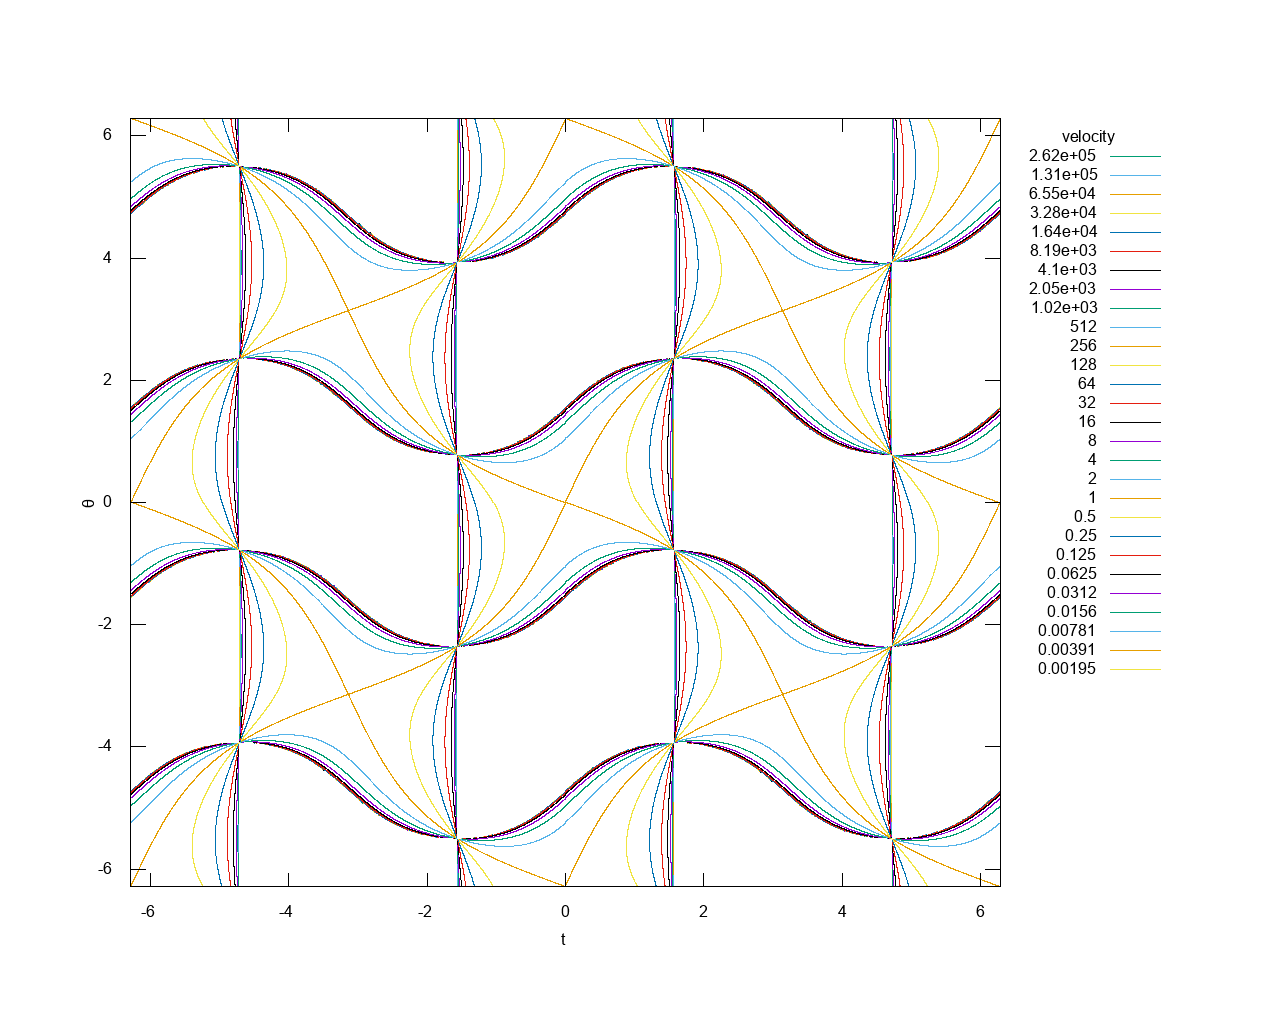 velocity
2.62e+05
1.31e+05
6.55e+04
3.28e+04
1.64e+04
8.19e+03
4.1e+03
2.05e+03
1.02e+03
512
256
128
64
32
16
8
4
2
1
0.5
0.25
0.125
0.0625
0.0312
0.0156
0.00781
0.00391
0.00195
6
4
2
θ
0
-2
-4
-6
-6 -4 -2 0 2 4 6
t